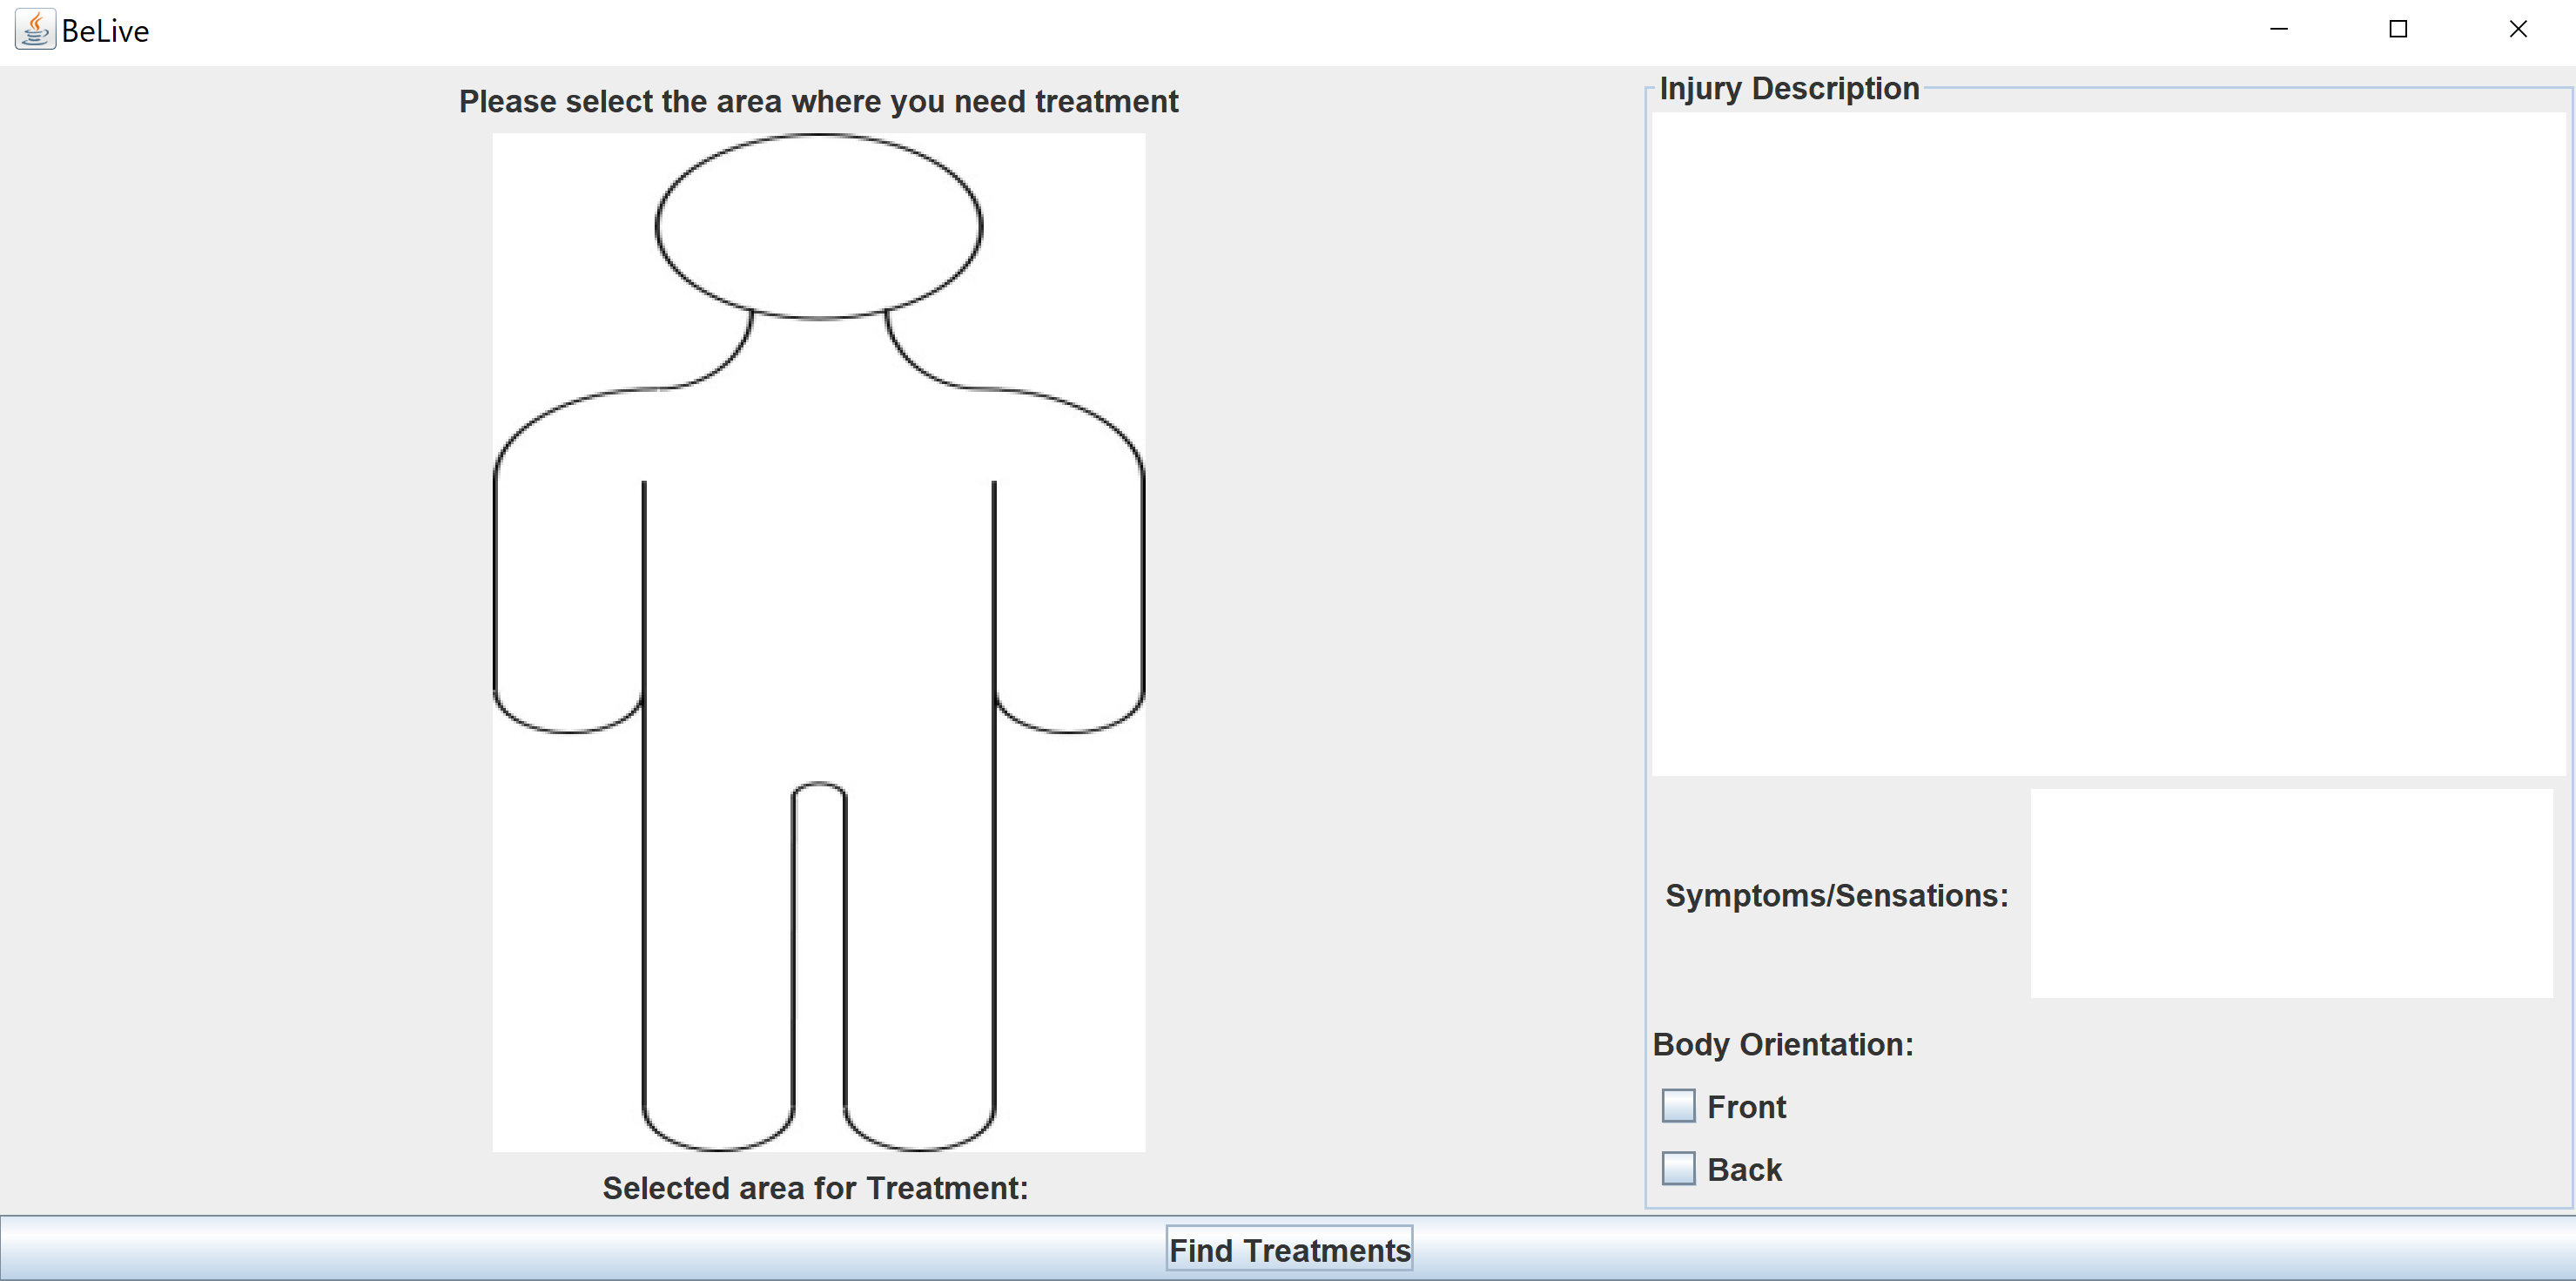 BeLive
Please select the area where you need treatment
Selected area for Treatment:
Injury Description
Symptoms/Sensations:
Body Orientation:
Front
Back
Find Treatments